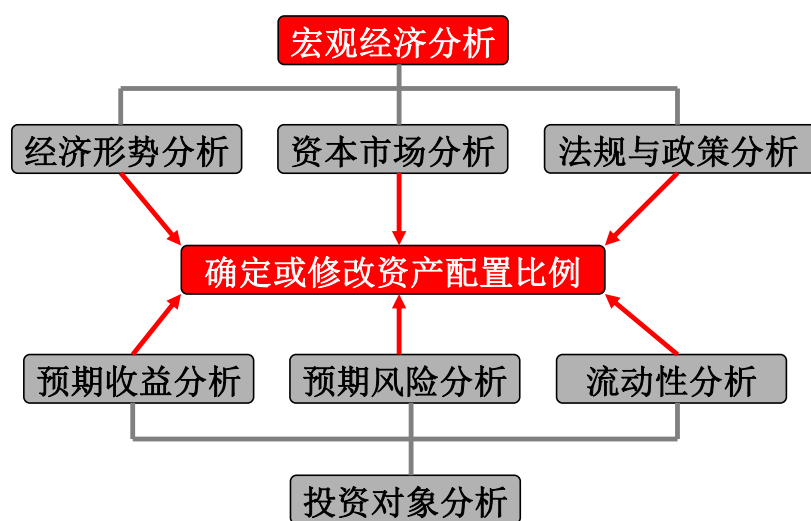 宏观经济分析
经济形势分析
资本市场分析
法规与政策分析
确定或修改资产配置比例
预期收益分析
预期风险分析
流动性分析
投资对象分析